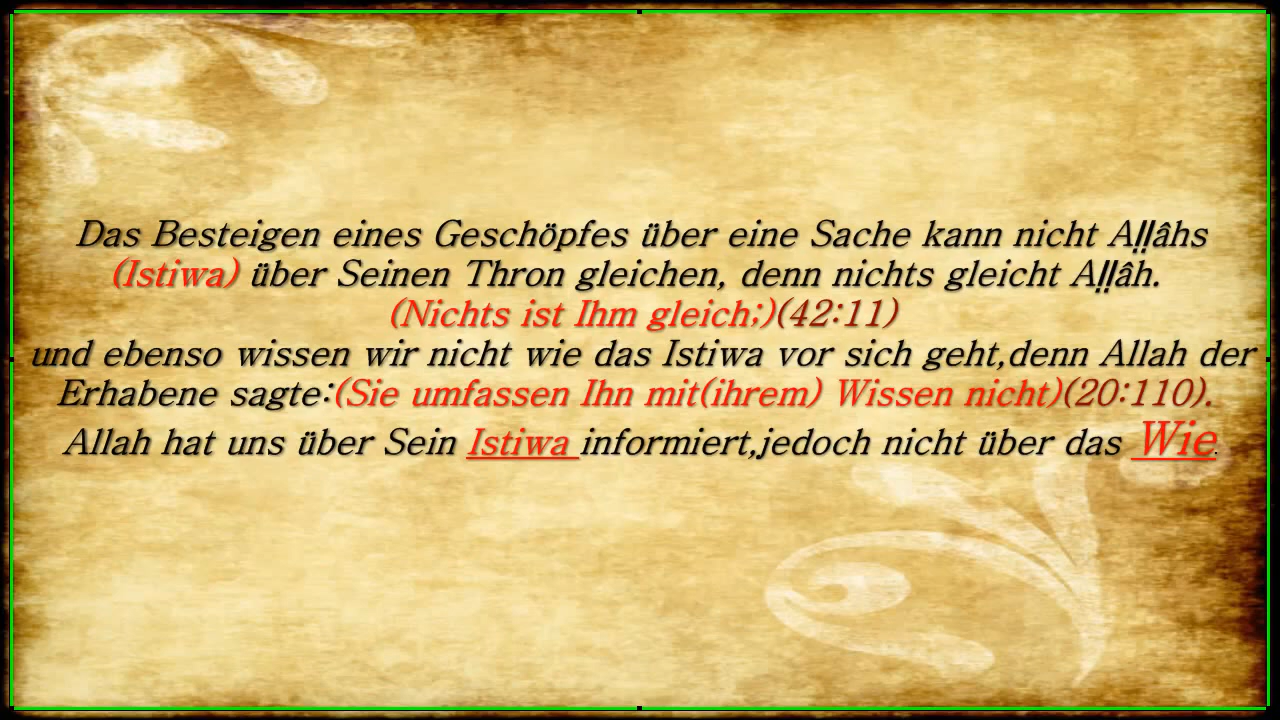 Das Besteigen eines Geschöpfes über eine Sache kann nicht Aḷḷâhs
(Istiwa) über Seinen Thron gleichen, denn nichts gleicht Aḷḷâh.
(Nichts ist Ihm gleich;)(42:11)
und ebenso wissen wir nicht wie das Istiwa vor sich geht,denn Allah der
Erhabene sagte:(Sie umfassen Ihn mit(ihrem) Wissen nicht)(20:110).
Allah hat uns über Sein Istiwa informiert,jedoch nicht über das Wie.